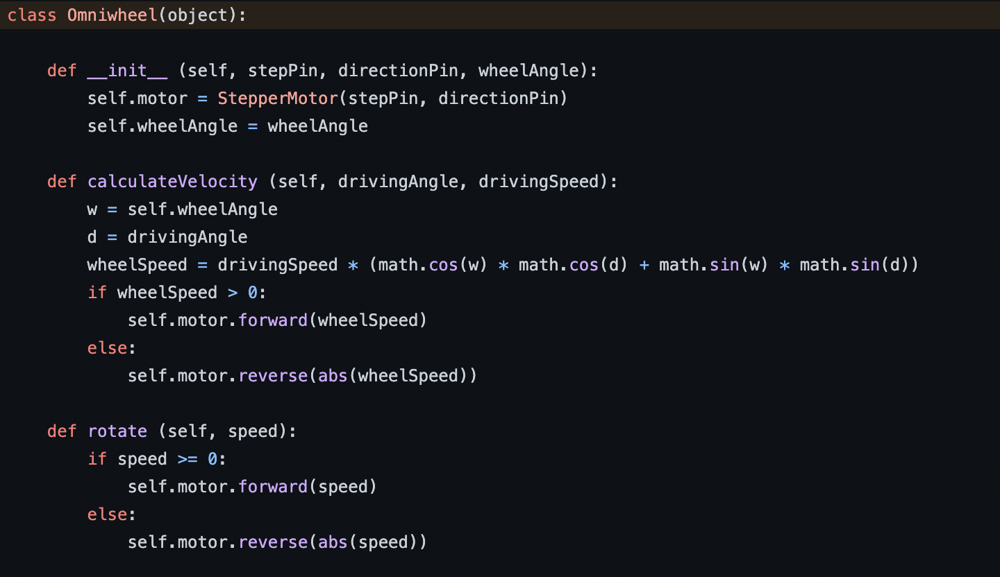 class Omniwheel(object):
    def __init__ (self, stepPin, directionPin, wheelAngle):
        self.motor = StepperMotor(stepPin, directionPin)
        self.wheelAngle = wheelAngle
    def calculateVelocity (self, drivingAngle, drivingSpeed):
        w = self.wheelAngle
        d = drivingAngle
        wheelSpeed = drivingSpeed * (math.cos(w) * math.cos(d) + math.sin(w) * math.sin(d))
        if wheelSpeed > 0:
            self.motor.forward(wheelSpeed)
        else:
            self.motor.reverse(abs(wheelSpeed))
    def rotate (self, speed):
        if speed >= 0:
            self.motor.forward(speed)
        else:
            self.motor.reverse(abs(speed))